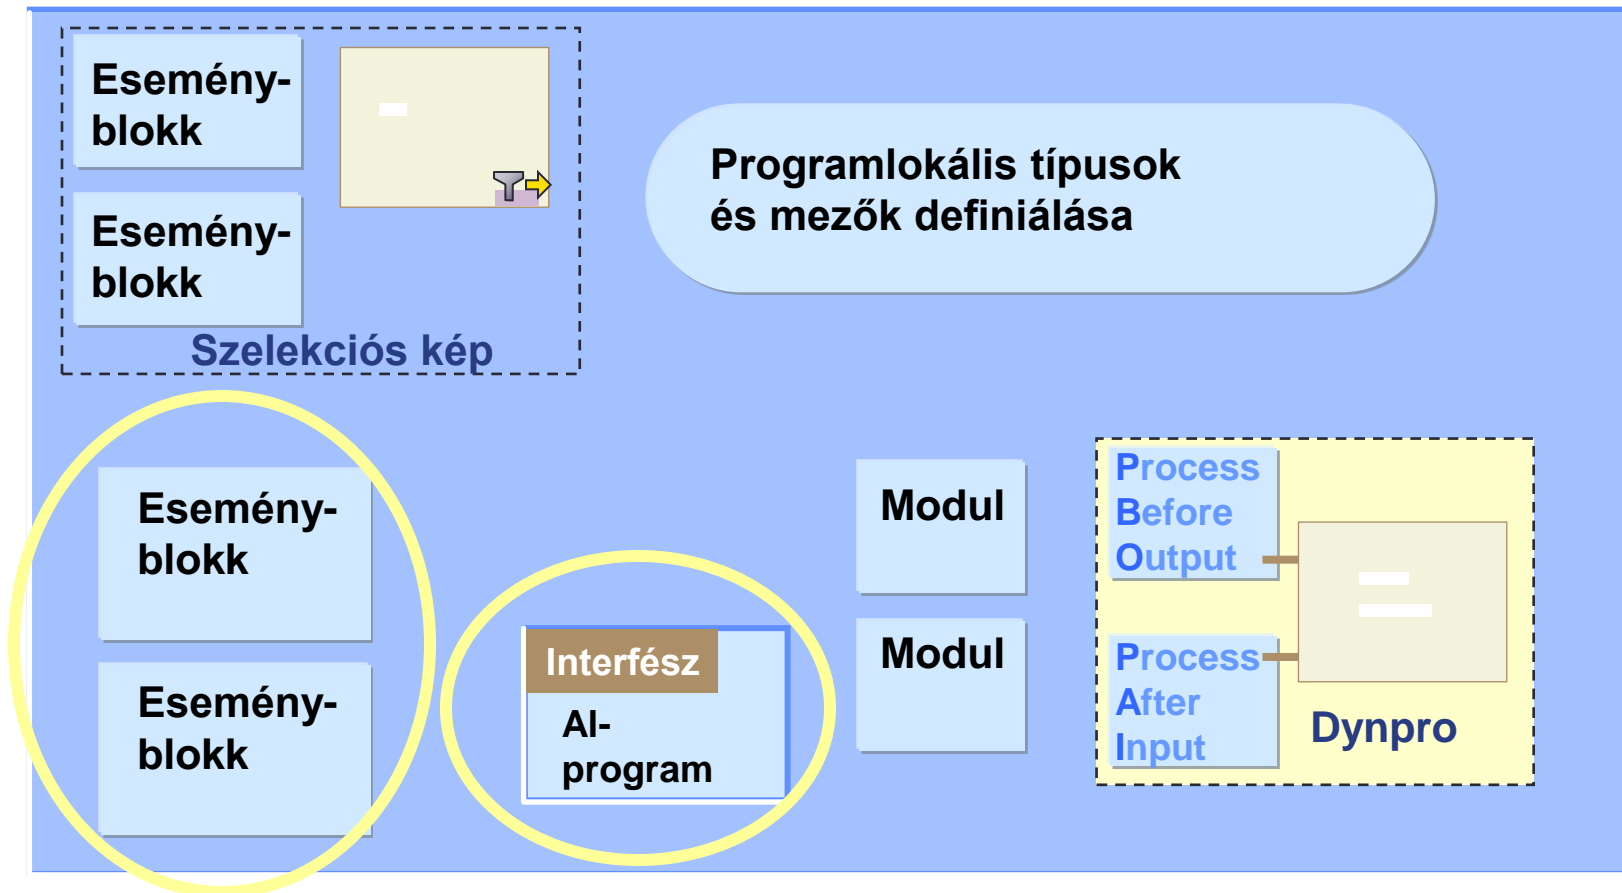 Esemény-
blokk
Esemény-
blokk
Szelekciós kép
Programlokális típusok
és mezők definiálása
Esemény-
blokk
Esemény-
blokk
Interfész
Al-
program
Modul
Modul
Process
Before
Output
Process
After
Input
Dynpro